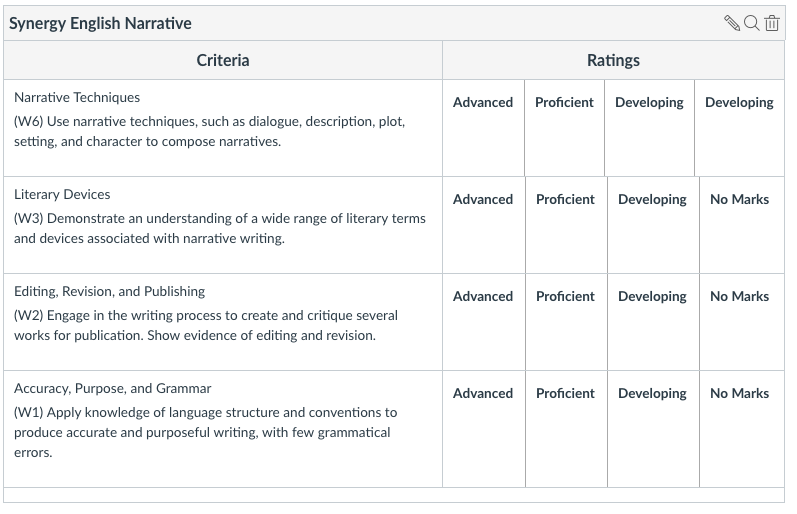 Synergy English Narrative
Criteria
Ratings
Narrative Techniques
(W6) Use narrative techniques, such as dialogue, description, plot,
setting, and character to compose narratives.
Advanced
Proficient
Developing
Developing
Literary Devices
(W3) Demonstrate an understanding of a wide range of literary terms
and devices associated with narrative writing.
Advanced
Proficient
Developing
No Marks
Editing, Revision, and Publishing
(W2) Engage in the writing process to create and critique several
works for publication. Show evidence of editing and revision.
Advanced
Proficient
Developing
No Marks
Accuracy, Purpose, and Grammar
(W1) Apply knowledge of language structure and conventions to
produce accurate and purposeful writing, with few grammatical
errors.
Advanced
Proficient
Developing
No Marks